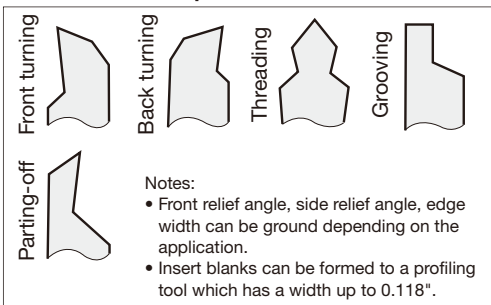 Front turning
Back turning
Threading
Grooving
Parting-off
Notes:
• Front relief angle, side relief angle, edge
width can be ground depending on the
application.
• Insert blanks can be formed to a profiling
tool which has a width up to 0.118".